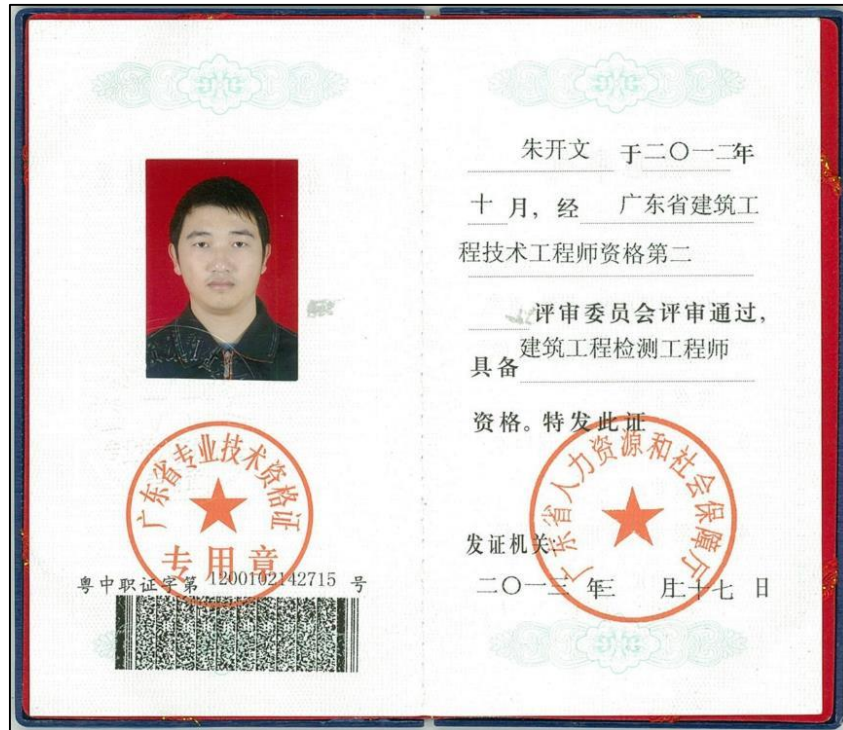 广东省专业技术资格证
专用章
粤中职证字第 1200102142715 号
朱开文 于二〇一二年
十月，经 广东省建筑工
程技术工程师资格第二
评审委员会评审通过，
具备建筑工程检测工程师
资格。特发此证
广东省人力资源和社会保障厅
发证机关：
二〇一三 年三 月二十七 日